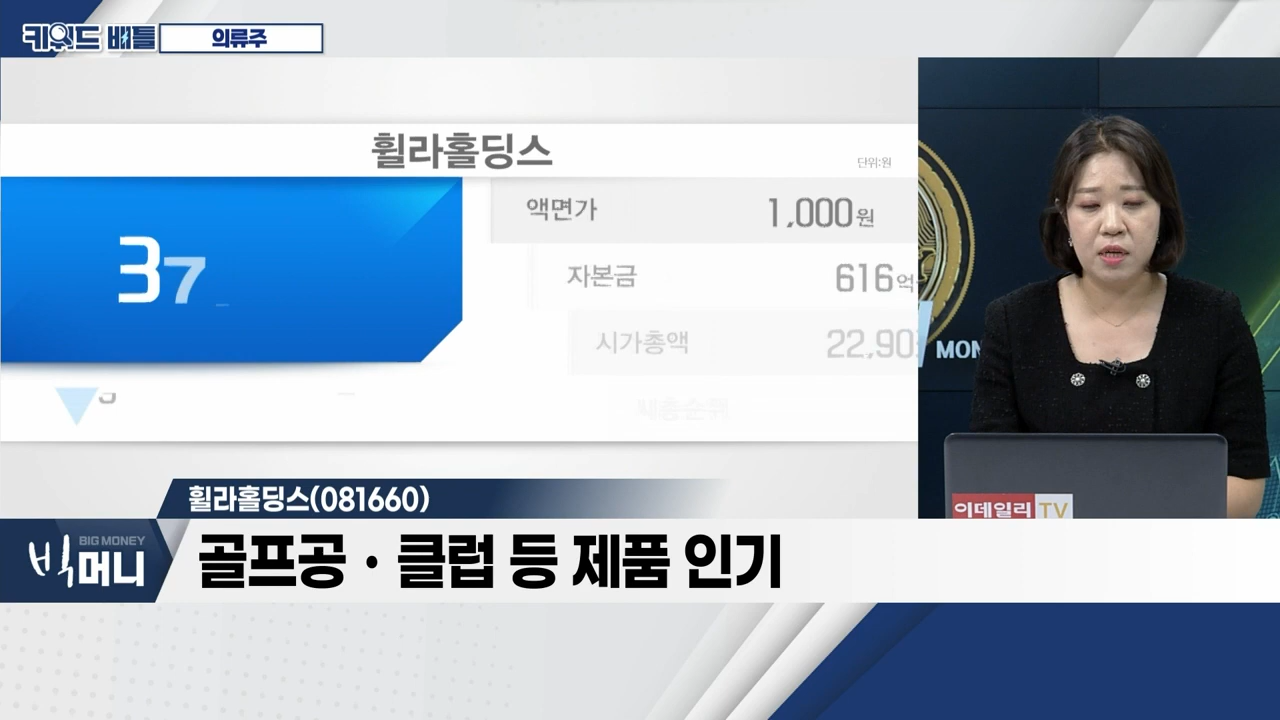 키워드 배틀 의류주
휠라홀딩스
단위:원
37
액면가 1,000원
자본금 616억
시가총액 22,90
MON
이데일리 TV
휠라홀딩스(081660)
BIG MONEY
빅머니
골프공 · 클럽 등 제품 인기